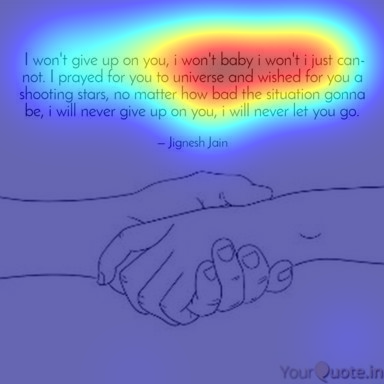 I won't give up on you, i won't baby i won't i just can-
not. I prayed for you to universe and wished for you a
shooting stars, no matter how bad the situation gonna
be, i will never give up on you, i will never let you go.
– Jignesh Jain
YourQuote.in